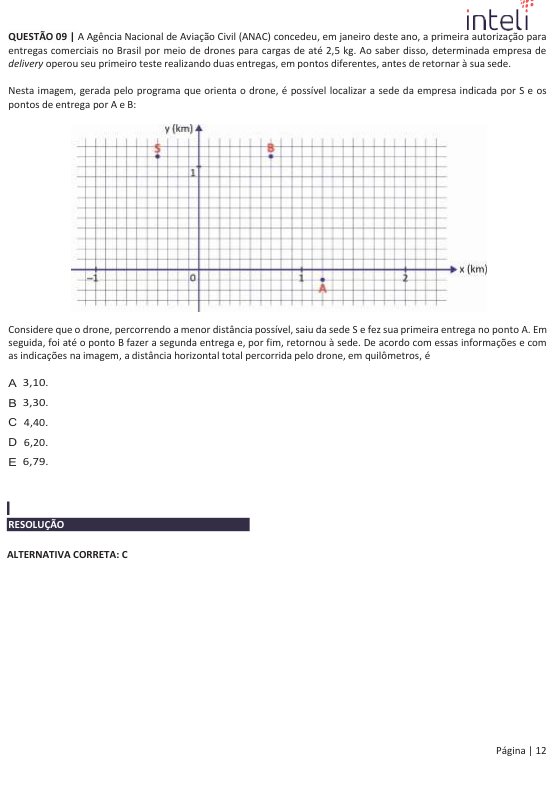 inteli
QUESTÃO 09 | A Agência Nacional de Aviação Civil (ANAC) concedeu, em janeiro deste ano, a primeira autorização para
entregas comerciais no Brasil por meio de drones para cargas de até 2,5 kg. Ao saber disso, determinada empresa de
delivery operou seu primeiro teste realizando duas entregas, em pontos diferentes, antes de retornar à sua sede.
Nesta imagem, gerada pelo programa que orienta o drone, é possível localizar a sede da empresa indicada por S e os
pontos de entrega por A e B:
y (km)
S
B
1
x (km)
-1
0
1
2
A
Considere que o drone, percorrendo a menor distância possível, saiu da sede S e fez sua primeira entrega no ponto A. Em
seguida, foi até o ponto B fazer a segunda entrega e, por fim, retornou à sede. De acordo com essas informações e com
as indicações na imagem, a distância horizontal total percorrida pelo drone, em quilômetros, é
A 3,10.
B 3,30.
C 4,40.
D 6,20.
E 6,79.
RESOLUÇÃO
ALTERNATIVA CORRETA: C
Página | 12